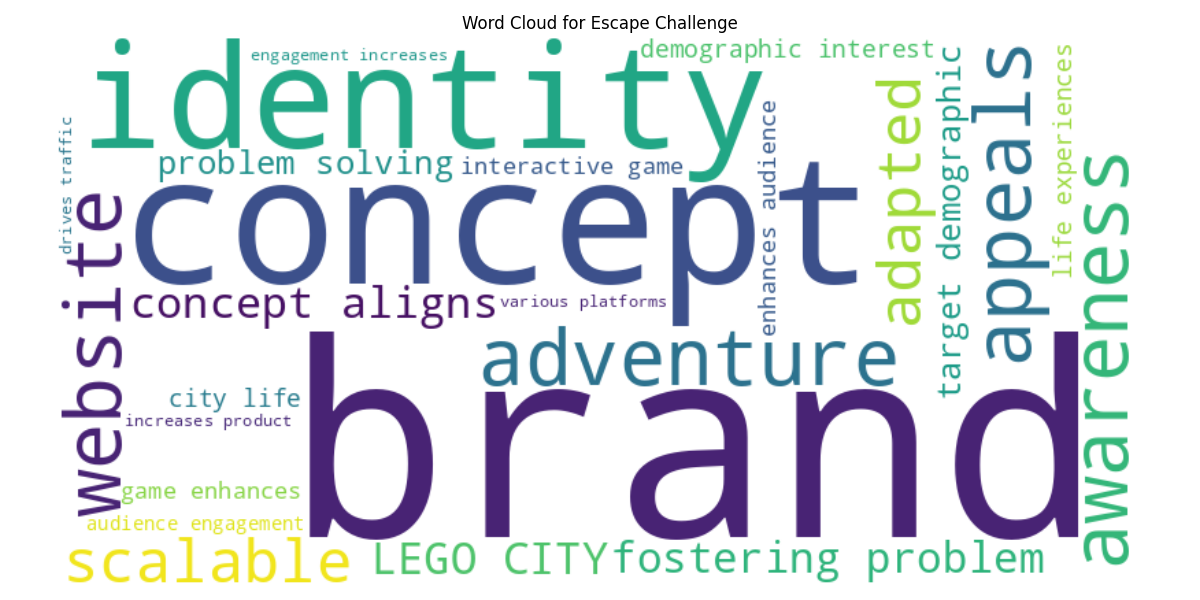 Word Cloud for Escape Challenge
identity
engagement increases
demographic interest
drives traffic
problem solving
interactive game
enhances audience
adapted
target demographic
appeals
life experiences
awareness
website
concept
concept aligns
various platforms
adventure
city life
increases product
brand
game enhances
audience engagement
scalable
LEGO CITY
fostering problem